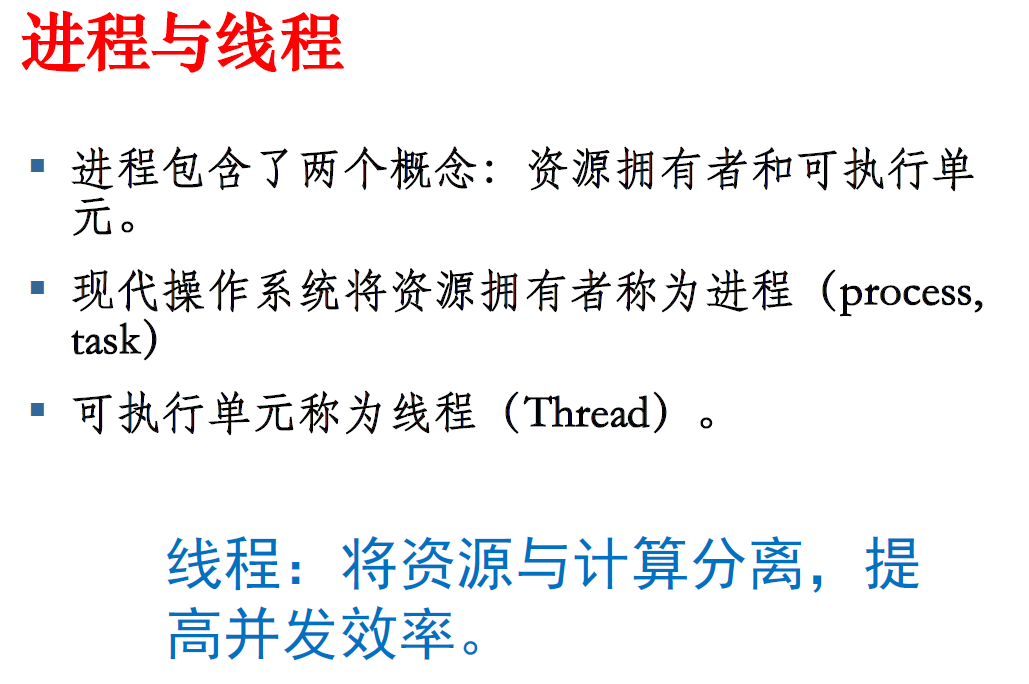 进程与线程
▪ 进程包含了两个概念：资源拥有者和可执行单
元。
▪ 现代操作系统将资源拥有者称为进程（process,
task）
▪ 可执行单元称为线程（Thread）。
线程：将资源与计算分离，提
高并发效率。